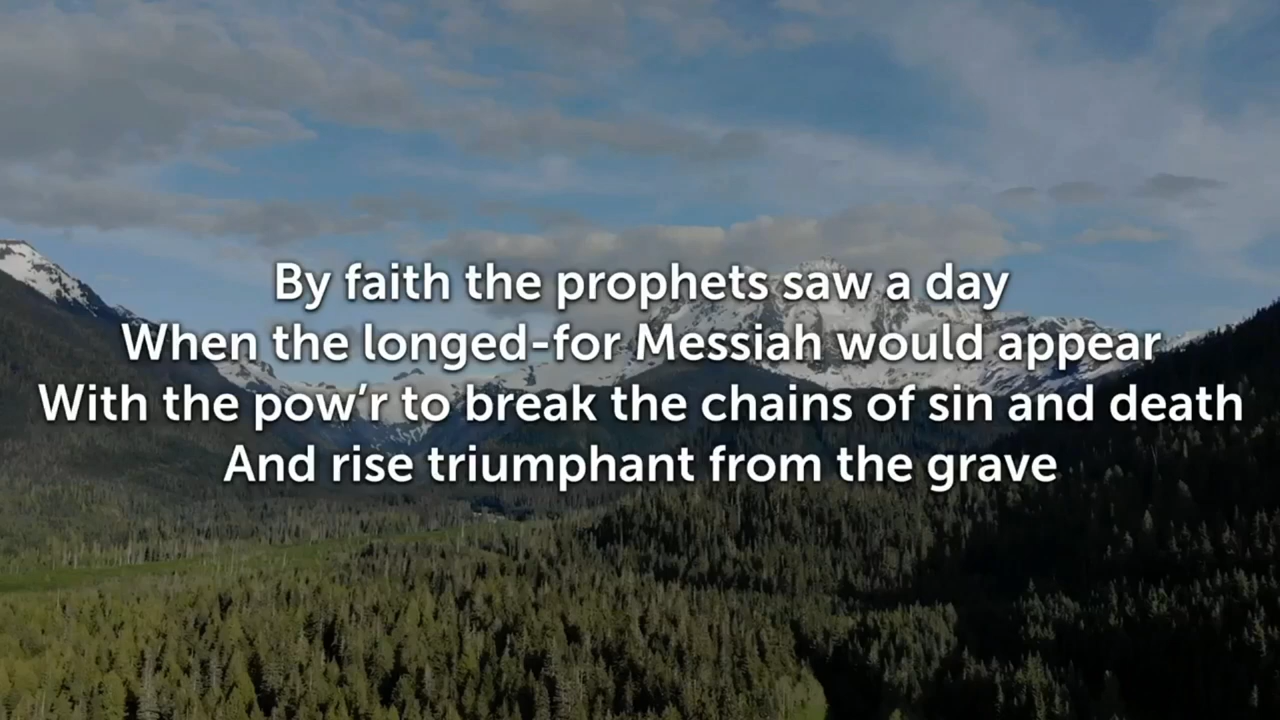 By faith the prophets saw a day
When the longed-for Messiah would appear
With the pow’r to break the chains of sin and death
And rise triumphant from the grave